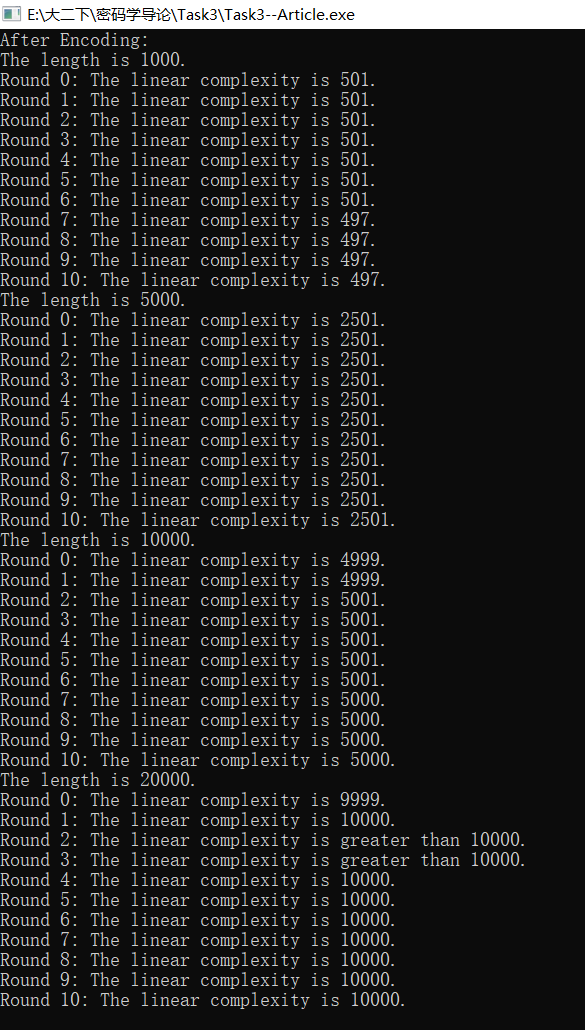 E:\大二下\密码学导论\Task3\Task3--Article.exe
After Encoding:
The length is 1000.
Round 0: The linear complexity is 501.
Round 1: The linear complexity is 501.
Round 2: The linear complexity is 501.
Round 3: The linear complexity is 501.
Round 4: The linear complexity is 501.
Round 5: The linear complexity is 501.
Round 6: The linear complexity is 501.
Round 7: The linear complexity is 497.
Round 8: The linear complexity is 497.
Round 9: The linear complexity is 497.
Round 10: The linear complexity is 497.
The length is 5000.
Round 0: The linear complexity is 2501.
Round 1: The linear complexity is 2501.
Round 2: The linear complexity is 2501.
Round 3: The linear complexity is 2501.
Round 4: The linear complexity is 2501.
Round 5: The linear complexity is 2501.
Round 6: The linear complexity is 2501.
Round 7: The linear complexity is 2501.
Round 8: The linear complexity is 2501.
Round 9: The linear complexity is 2501.
Round 10: The linear complexity is 2501.
The length is 10000.
Round 0: The linear complexity is 4999.
Round 1: The linear complexity is 4999.
Round 2: The linear complexity is 5001.
Round 3: The linear complexity is 5001.
Round 4: The linear complexity is 5001.
Round 5: The linear complexity is 5001.
Round 6: The linear complexity is 5001.
Round 7: The linear complexity is 5000.
Round 8: The linear complexity is 5000.
Round 9: The linear complexity is 5000.
Round 10: The linear complexity is 5000.
The length is 20000.
Round 0: The linear complexity is 9999.
Round 1: The linear complexity is 10000.
Round 2: The linear complexity is greater than 10000.
Round 3: The linear complexity is greater than 10000.
Round 4: The linear complexity is 10000.
Round 5: The linear complexity is 10000.
Round 6: The linear complexity is 10000.
Round 7: The linear complexity is 10000.
Round 8: The linear complexity is 10000.
Round 9: The linear complexity is 10000.
Round 10: The linear complexity is 10000.